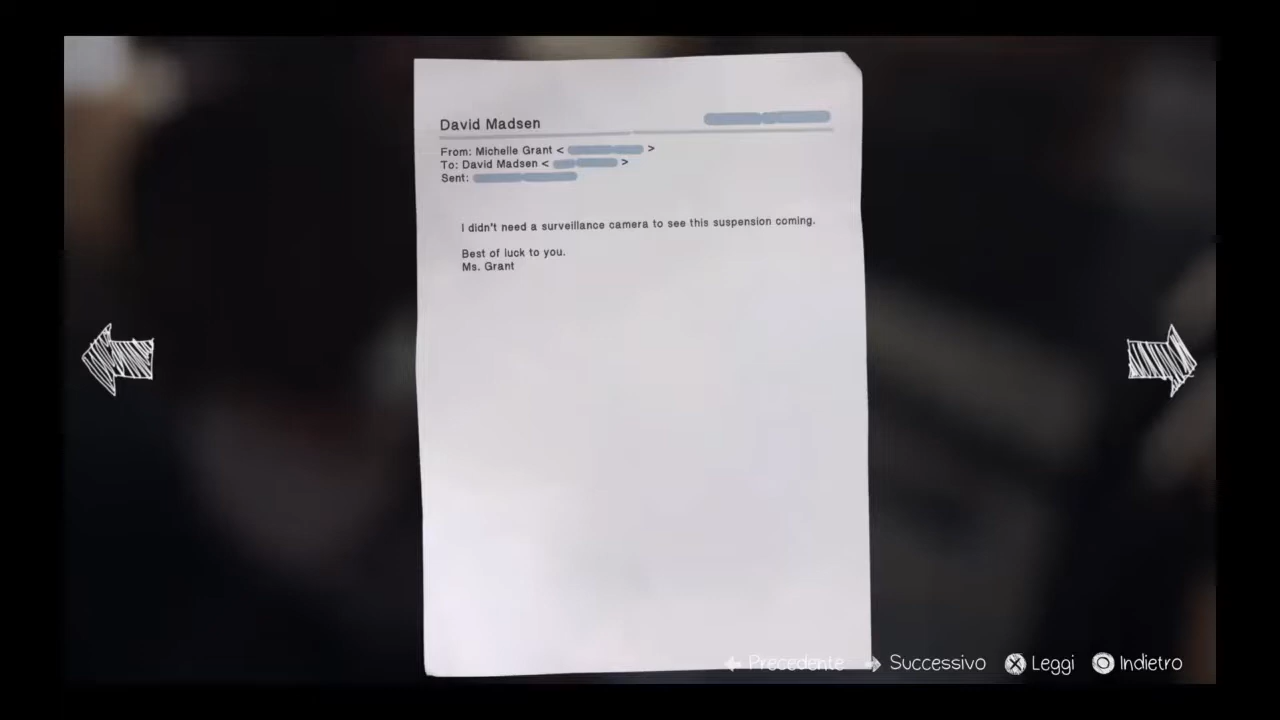 David Madsen
From: Michelle Grant < >
To: David Madsen < >
Sent:
I didn't need a surveillance camera to see this suspension coming.
Best of luck to you.
Ms. Grant
Precedente
Successivo
Leggi
Indietro